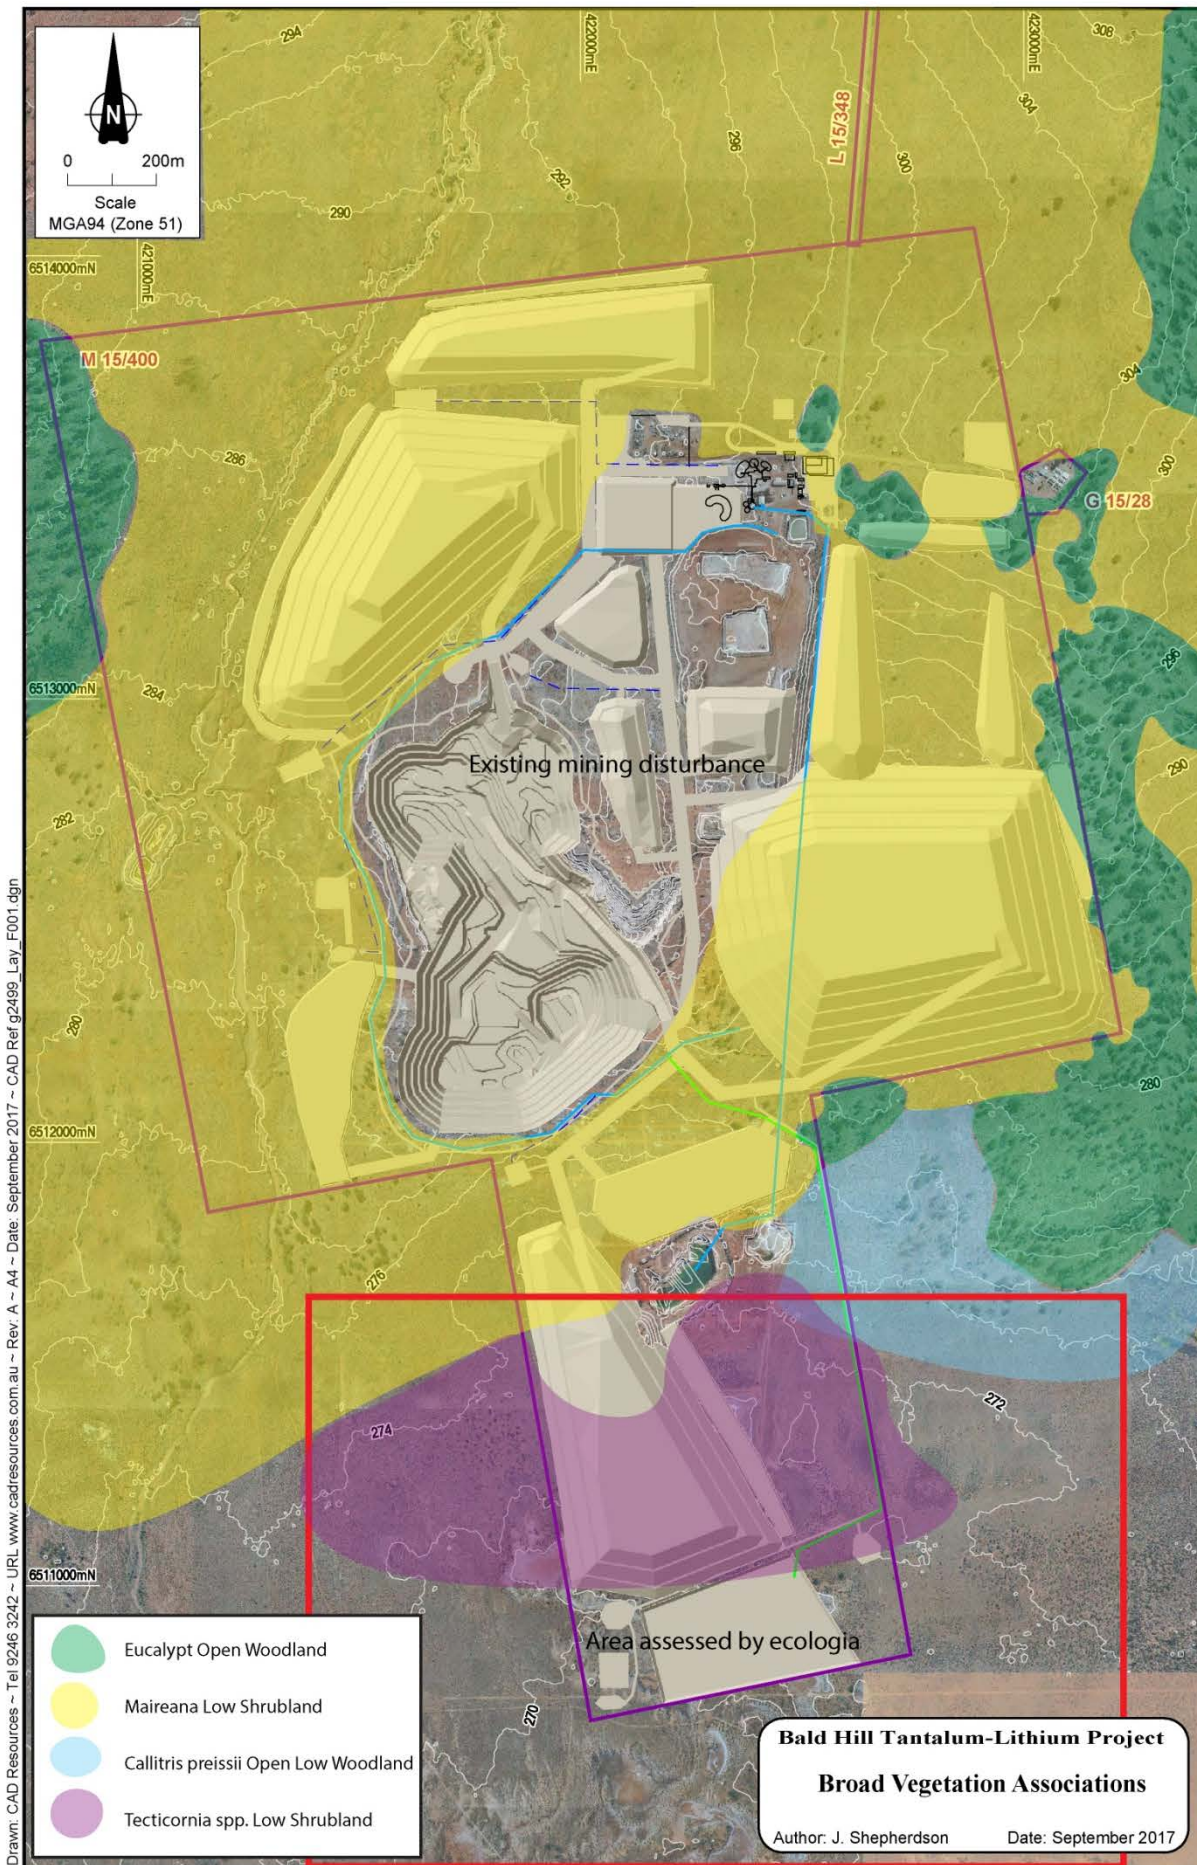 N
0 200m
Scale
MGA94 (Zone 51)
294
422000mE
423000mE
308
304
L 15/348
296
300
292
290
421000mE
6514000mN
M 15/400
304
300
286
G 15/28
296
6513000mN
284
Existing mining disturbance
290
282
280
280
6512000mN
276
272
274
6511000mN
Area assessed by ecologia
270
Eucalypt Open Woodland
Maireana Low Shrubland
Callitris preissii Open Low Woodland
Tecticornia spp. Low Shrubland
Bald Hill Tantalum-Lithium Project
Broad Vegetation Associations
Author: J. Shepherdson Date: September 2017
Drawn: CAD Resources ~ Tel 9246 3242 ~ URL www.cadresources.com.au ~ Rev: A ~ A4 ~ Date: September 2017 ~ CAD Ref g2499_Lay_F001.dgn